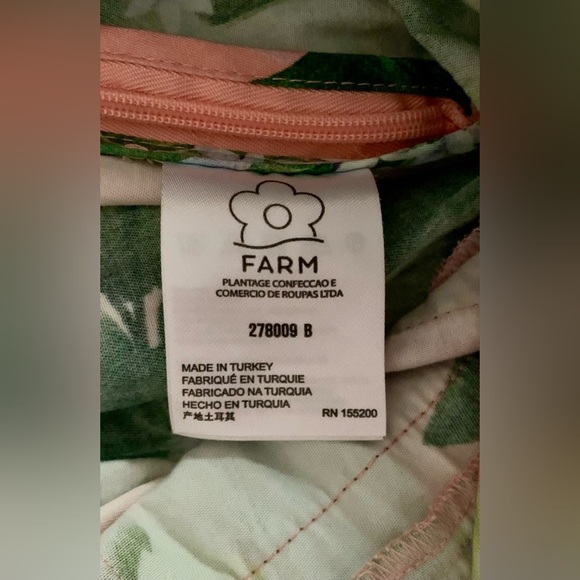 FARM
PLANTAGE CONFECCAO E
COMERCIO DE ROUPAS LTDA
278009 B
MADE IN TURKEY
FABRIQUÉ EN TURQUIE
FABRICADO NA TURQUIA
HECHO EN TURQUIA
产地土耳其
RN 155200